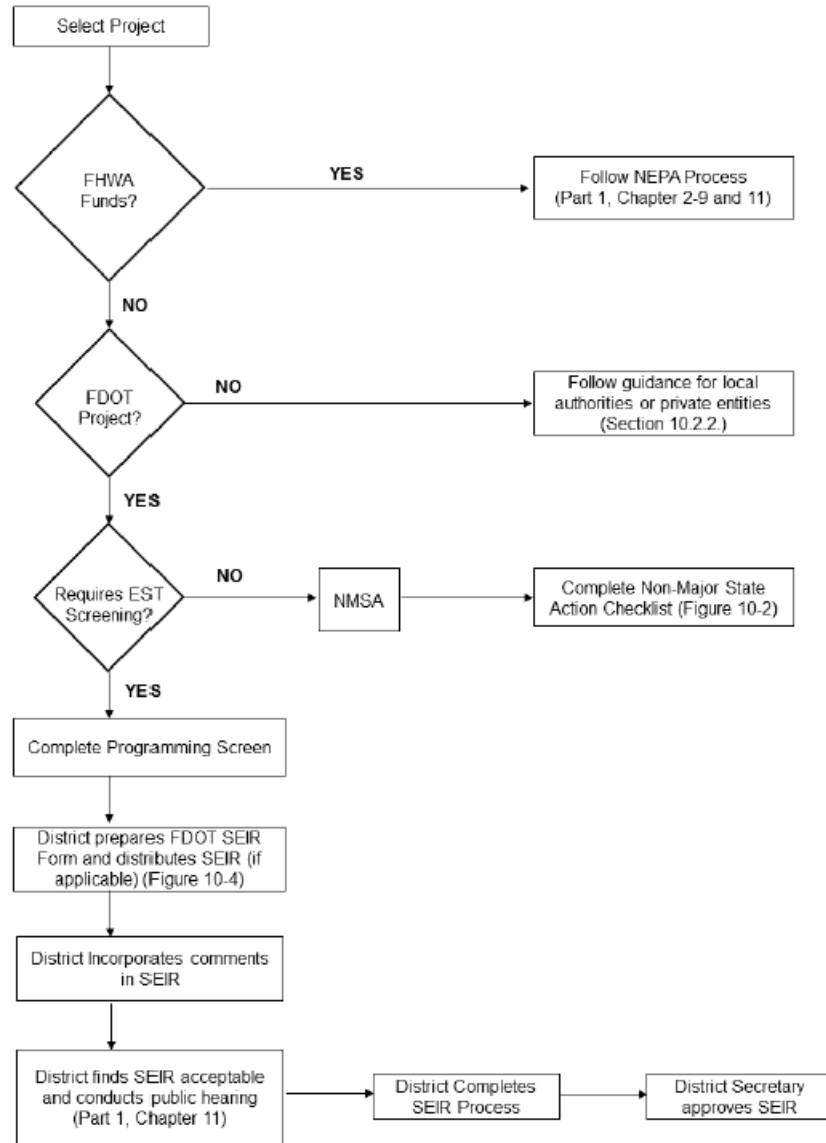 Select Project
FHWA
Funds?
YES
Follow NEPA Process
(Part 1, Chapter 2-9 and 11)
NO
FDOT
Project?
NO
Follow guidance for local
authorities or private entities
(Section 10.2.2.)
YES
Requires EST
Screening?
NO
NMSA
Complete Non-Major State
Action Checklist (Figure 10-2)
YES
Complete Programming Screen
District prepares FDOT SEIR
Form and distributes SEIR (if
applicable) (Figure 10-4)
District Incorporates comments
in SEIR
District finds SEIR acceptable
and conducts public hearing
(Part 1, Chapter 11)
District Completes
SEIR Process
District Secretary
approves SEIR